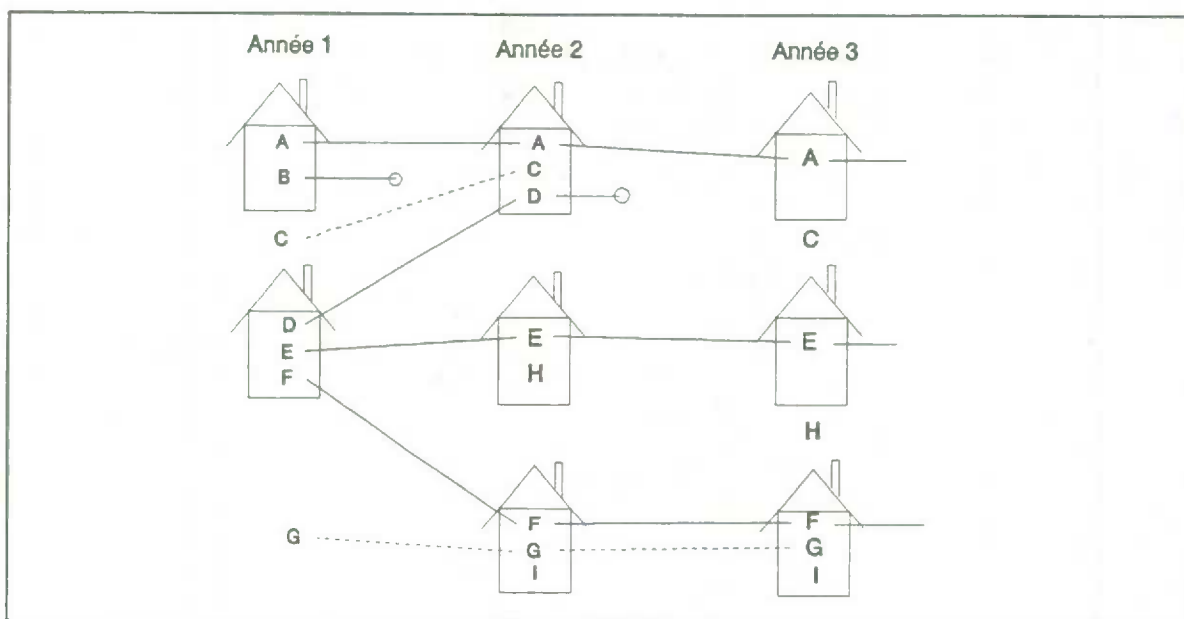 Année 1 Année 2 Année 3
A A A
B C
D
C C
D E E
E H
F
H
G F F
G G
I I